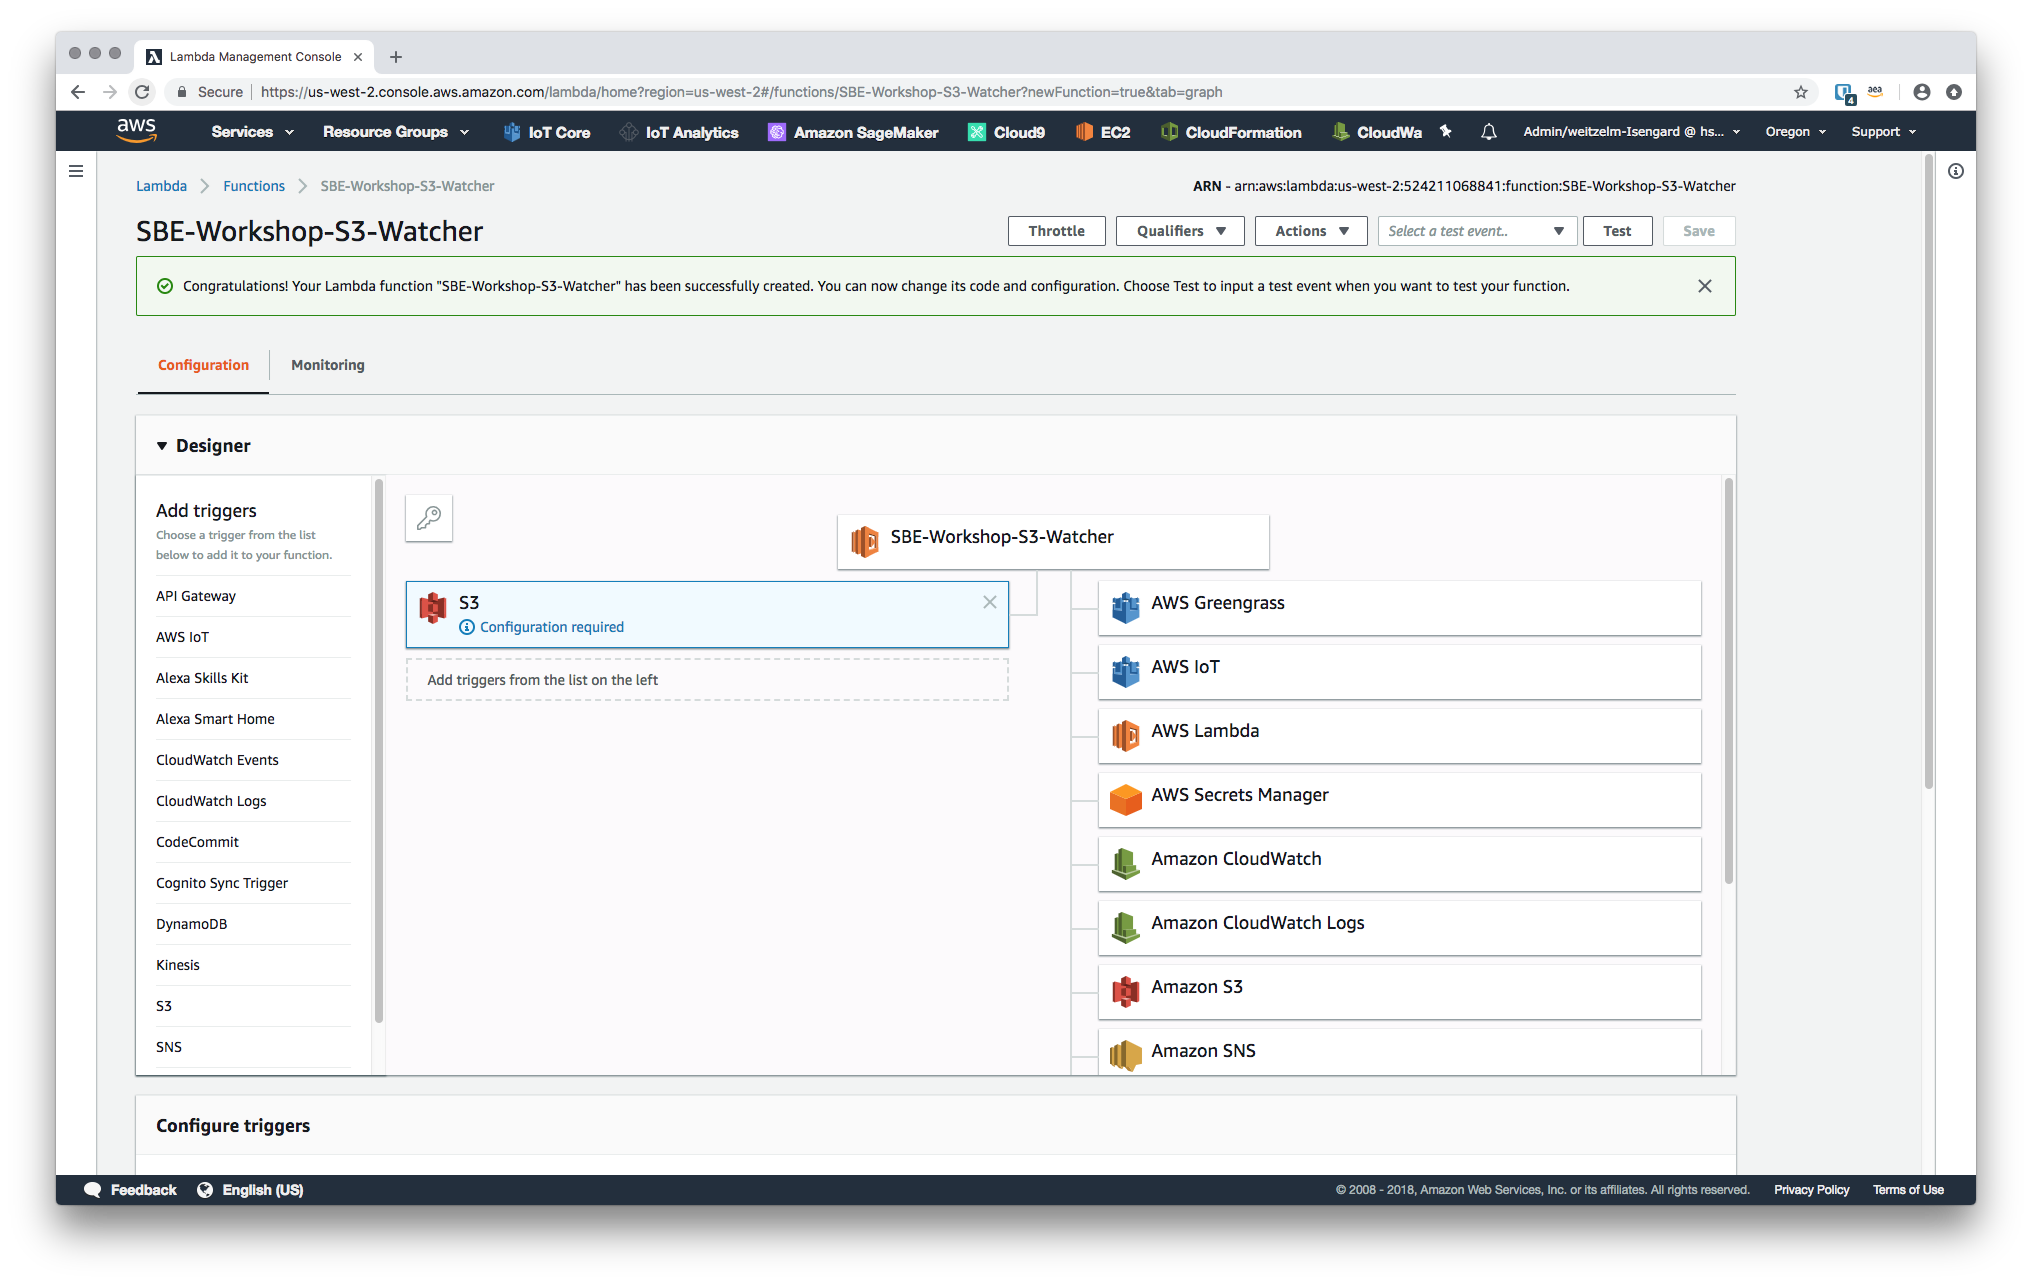 Lambda Management Console
Secure https://us-west-2.console.aws.amazon.com/lambda/home?region=us-west-2#/functions/SBE-Workshop-S3-Watcher?newFunction=true&tab=graph
4
aea
aws Services Resource Groups IoT Core IoT Analytics Amazon SageMaker Cloud9 EC2 CloudFormation CloudWa Admin/weitzelm-Isengard @ hs... Oregon Support
Lambda Functions SBE-Workshop-S3-Watcher
ARN - arn:aws:lambda:us-west-2:524211068841:function:SBE-Workshop-S3-Watcher
SBE-Workshop-S3-Watcher
Throttle Qualifiers Actions Select a test event.. Test Save
Congratulations! Your Lambda function "SBE-Workshop-S3-Watcher" has been successfully created. You can now change its code and configuration. Choose Test to input a test event when you want to test your function.
Configuration Monitoring
Designer
Add triggers
Choose a trigger from the list
below to add it to your function.
API Gateway
AWS IoT
Alexa Skills Kit
Alexa Smart Home
CloudWatch Events
CloudWatch Logs
CodeCommit
Cognito Sync Trigger
DynamoDB
Kinesis
S3
SNS
SBE-Workshop-S3-Watcher
S3
Configuration required
Add triggers from the list on the left
AWS Greengrass
AWS IoT
AWS Lambda
AWS Secrets Manager
Amazon CloudWatch
Amazon CloudWatch Logs
Amazon S3
Amazon SNS
Configure triggers
Feedback English (US)
© 2008 - 2018, Amazon Web Services, Inc. or its affiliates. All rights reserved. Privacy Policy Terms of Use